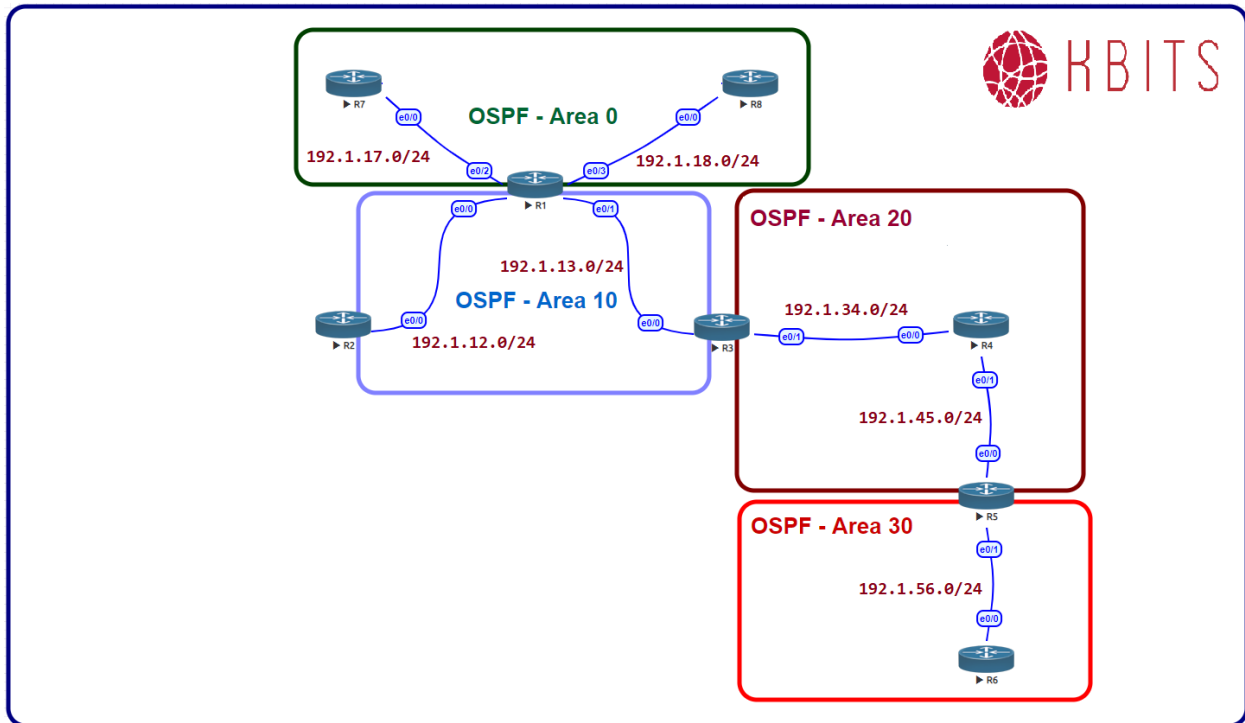 KBITS
R7
R8
OSPF - Area 0
e0/0
e0/0
192.1.17.0/24
192.1.18.0/24
e0/2
e0/3
R1
e0/0
e0/1
OSPF - Area 20
192.1.13.0/24
OSPF - Area 10
192.1.34.0/24
e0/0
e0/0
R2
192.1.12.0/24
R3
e0/1
e0/0
R4
e0/1
192.1.45.0/24
e0/0
R5
OSPF - Area 30
e0/1
192.1.56.0/24
e0/0
R6